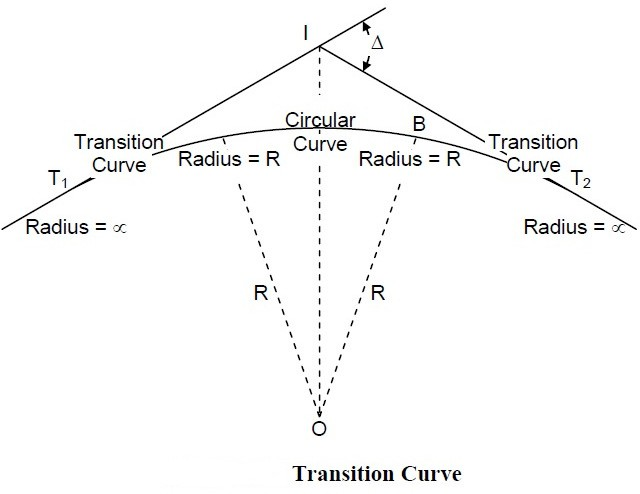 I
Δ
Circular
Curve
B
Transition
Curve
Transition
Curve
Radius = R
Radius = R
T₁
T₂
Radius = ∝
Radius = ∝
R
R
O
Transition Curve